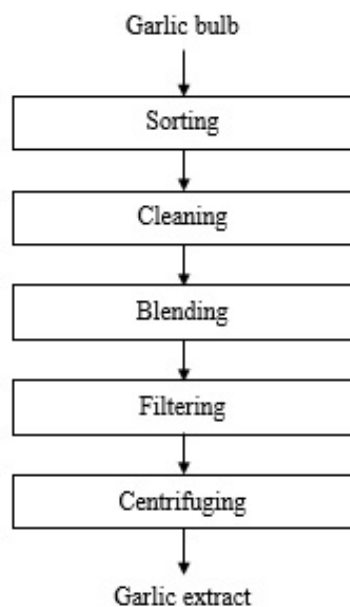 Garlic bulb
Sorting
Cleaning
Blending
Filtering
Centrifuging
Garlic extract